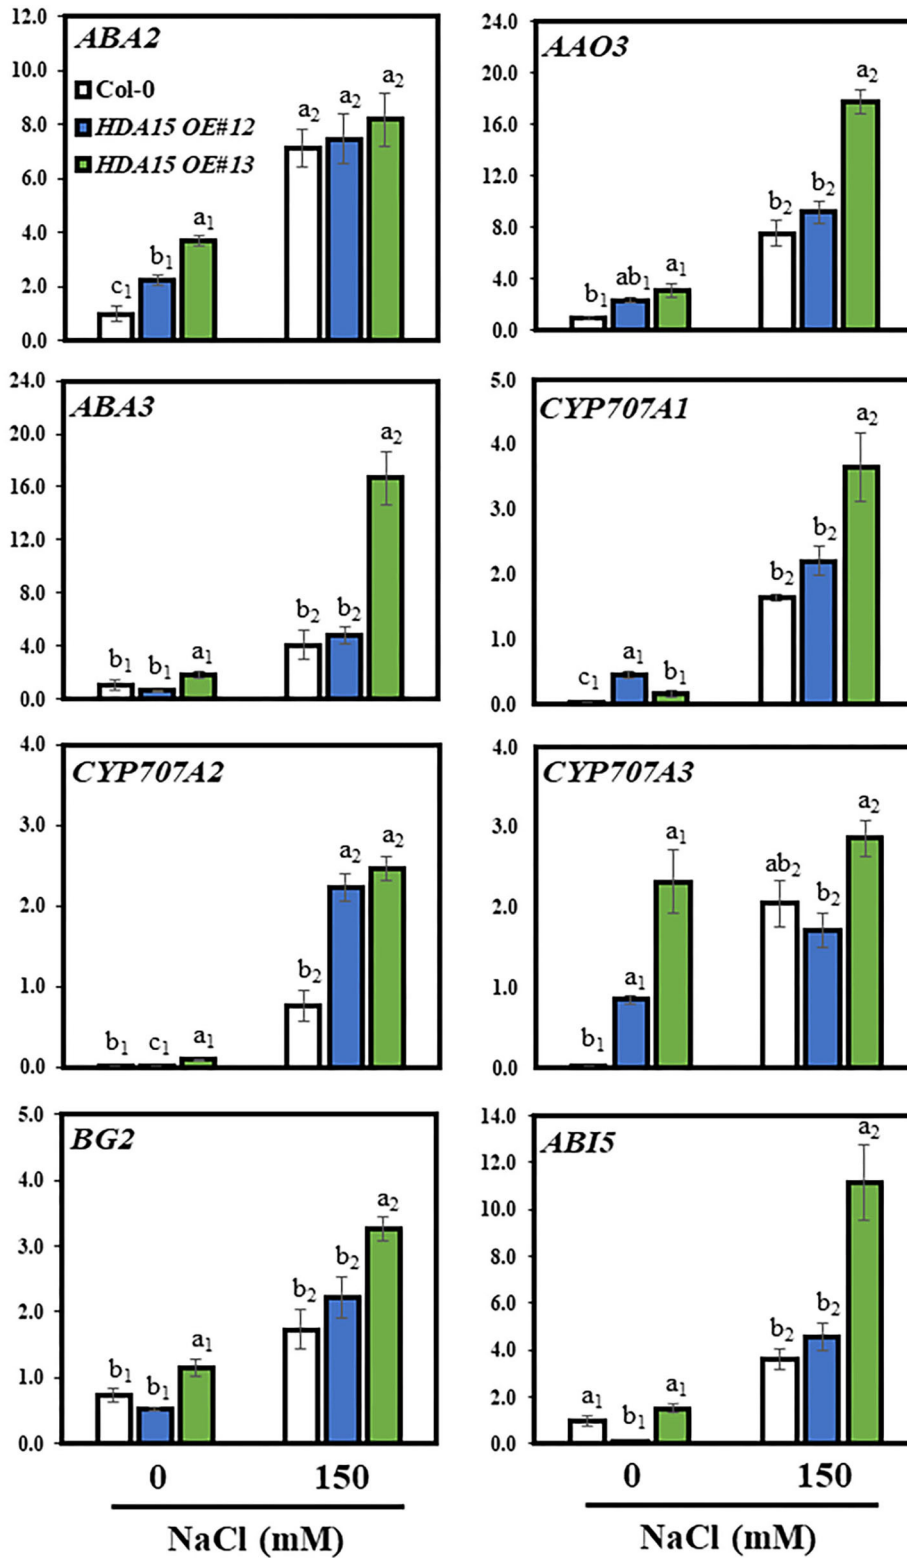 ABA2
12.0
10.0
8.0
6.0
4.0
2.0
0.0
Col-0
HDA15 OE#12
HDA15 OE#13
c1
b1
a1
a2
a2
a2
AAO3
24.0
20.0
16.0
12.0
8.0
4.0
0.0
b1
ab1
a1
b2
b2
a2
ABA3
24.0
20.0
16.0
12.0
8.0
4.0
0.0
b1
b1
a1
b2
b2
a2
CYP707A1
5.0
4.0
3.0
2.0
1.0
0.0
c1
a1
b1
b2
b2
a2
CYP707A2
4.0
3.0
2.0
1.0
0.0
b1
c1
a1
b2
a2
a2
CYP707A3
4.0
3.0
2.0
1.0
0.0
b1
a1
a1
ab2
b2
a2
BG2
5.0
4.0
3.0
2.0
1.0
0.0
b1
b1
a1
b2
b2
a2
0
150
NaCl (mM)
ABI5
14.0
12.0
10.0
8.0
6.0
4.0
2.0
0.0
a1
b1
a1
b2
b2
a2
0
150
NaCl (mM)